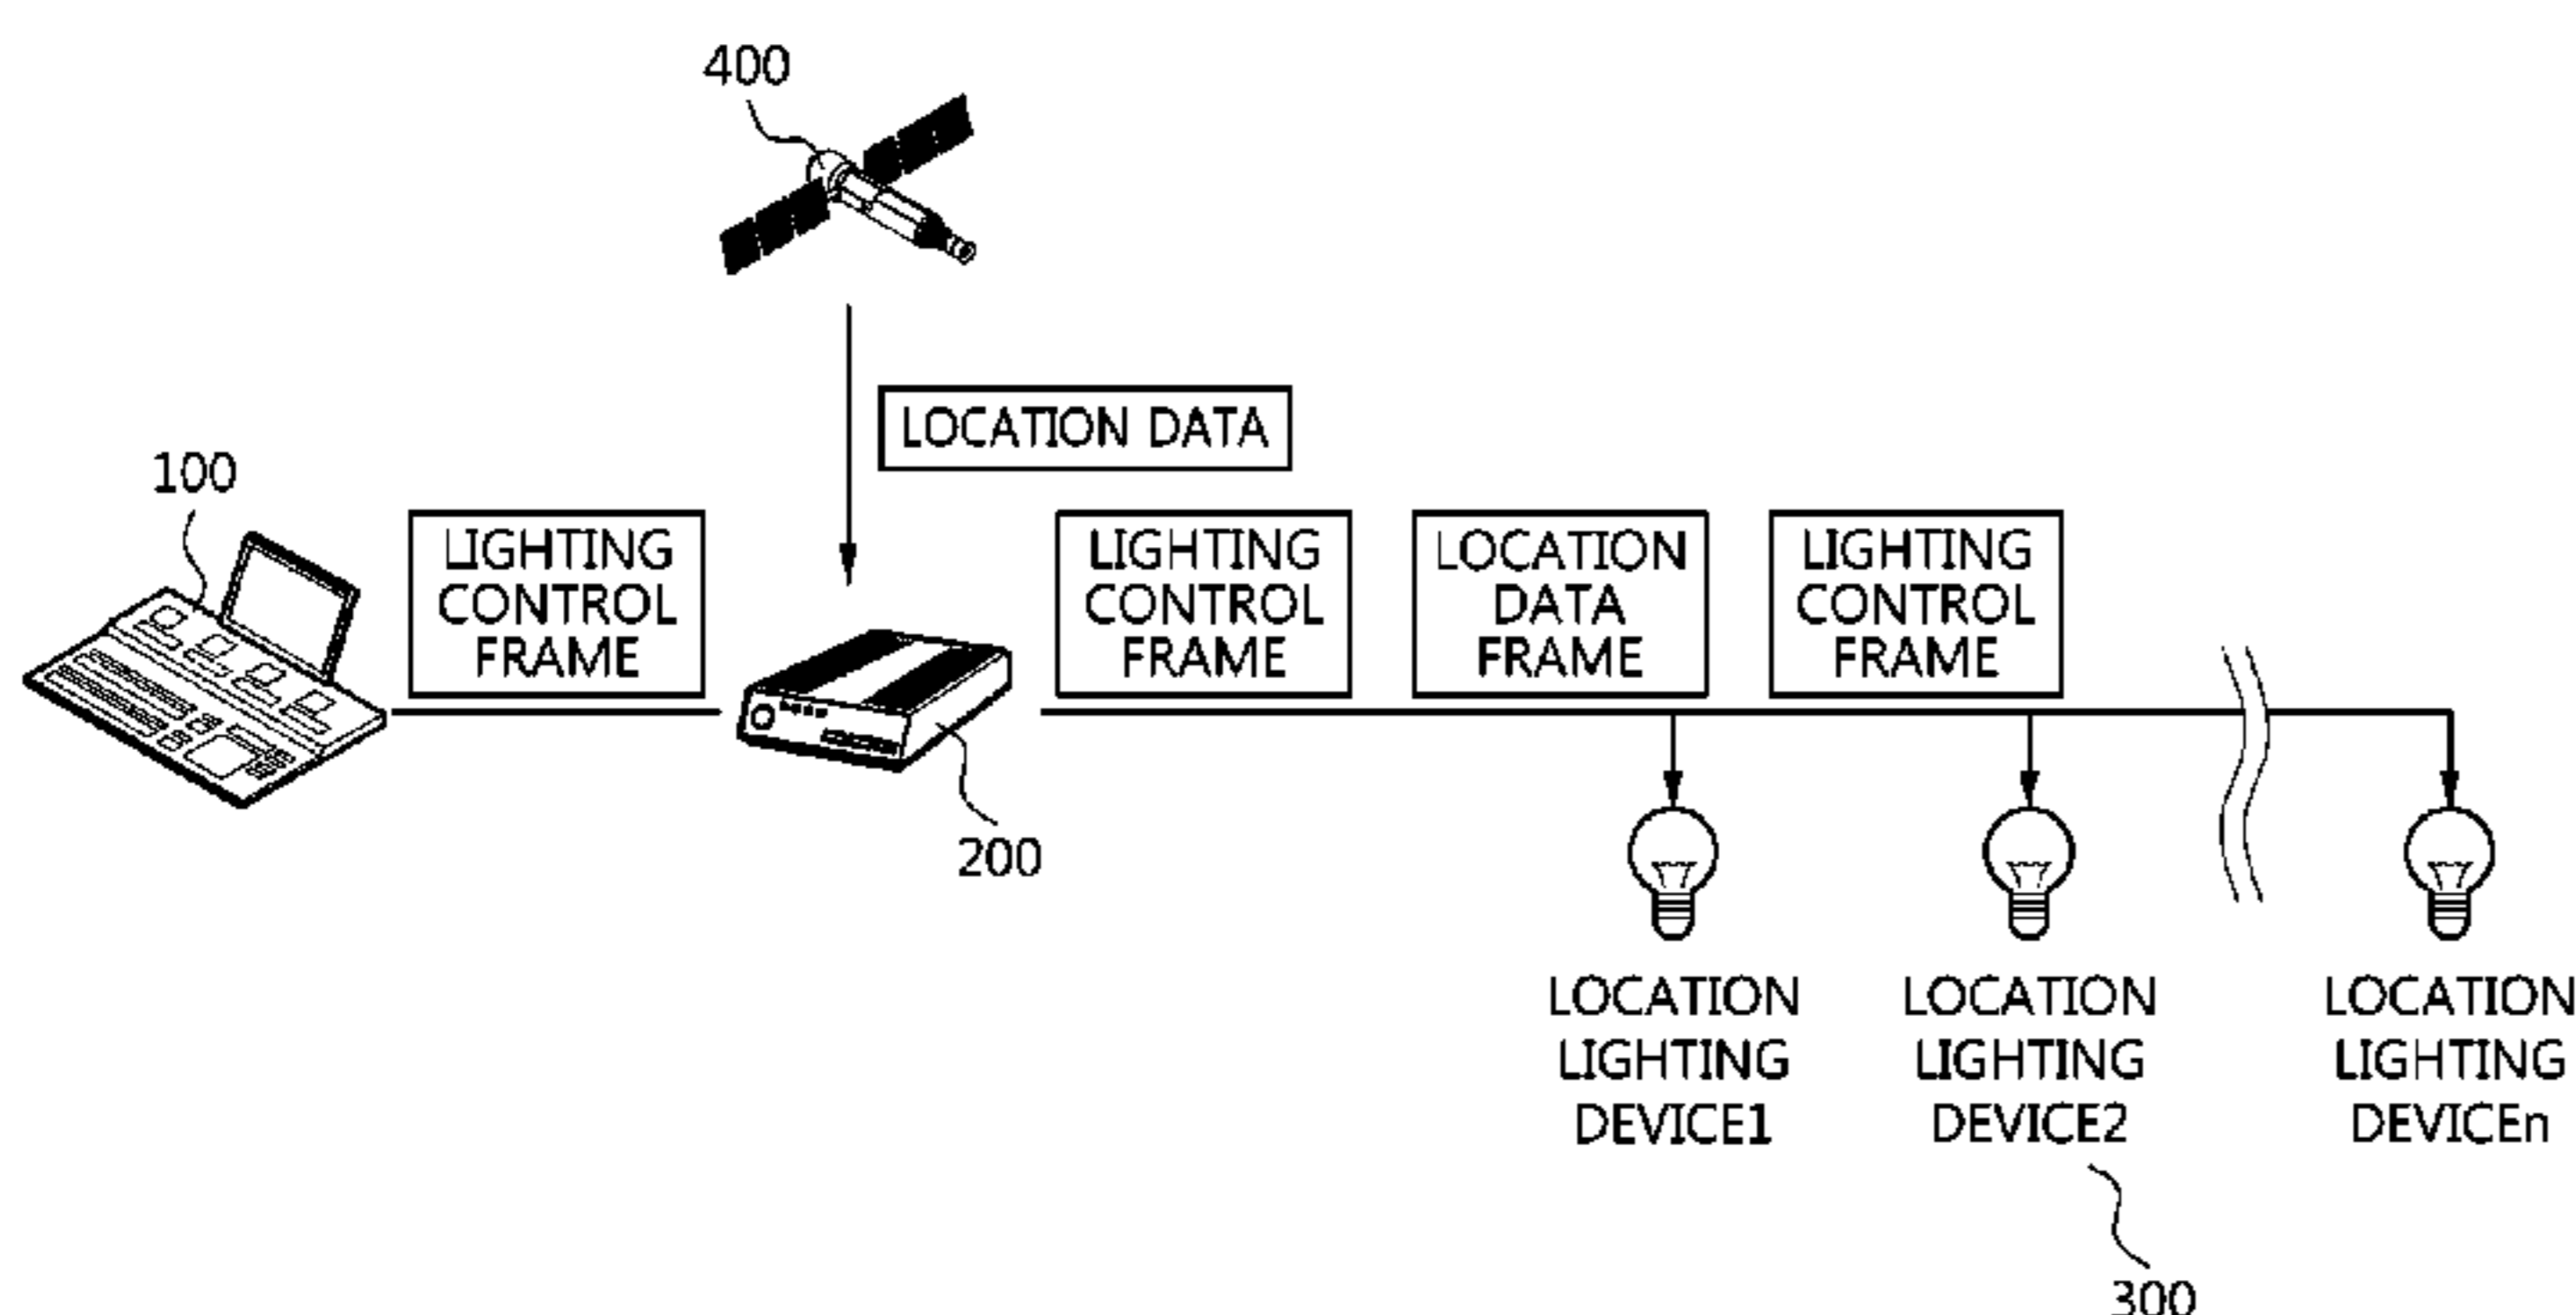 400
LOCATION DATA
100
LIGHTING
CONTROL
FRAME
LIGHTING
CONTROL
FRAME
LOCATION
DATA
FRAME
LIGHTING
CONTROL
FRAME
200
LOCATION
LIGHTING
DEVICE1
LOCATION
LIGHTING
DEVICE2
LOCATION
LIGHTING
DEVICEn
300